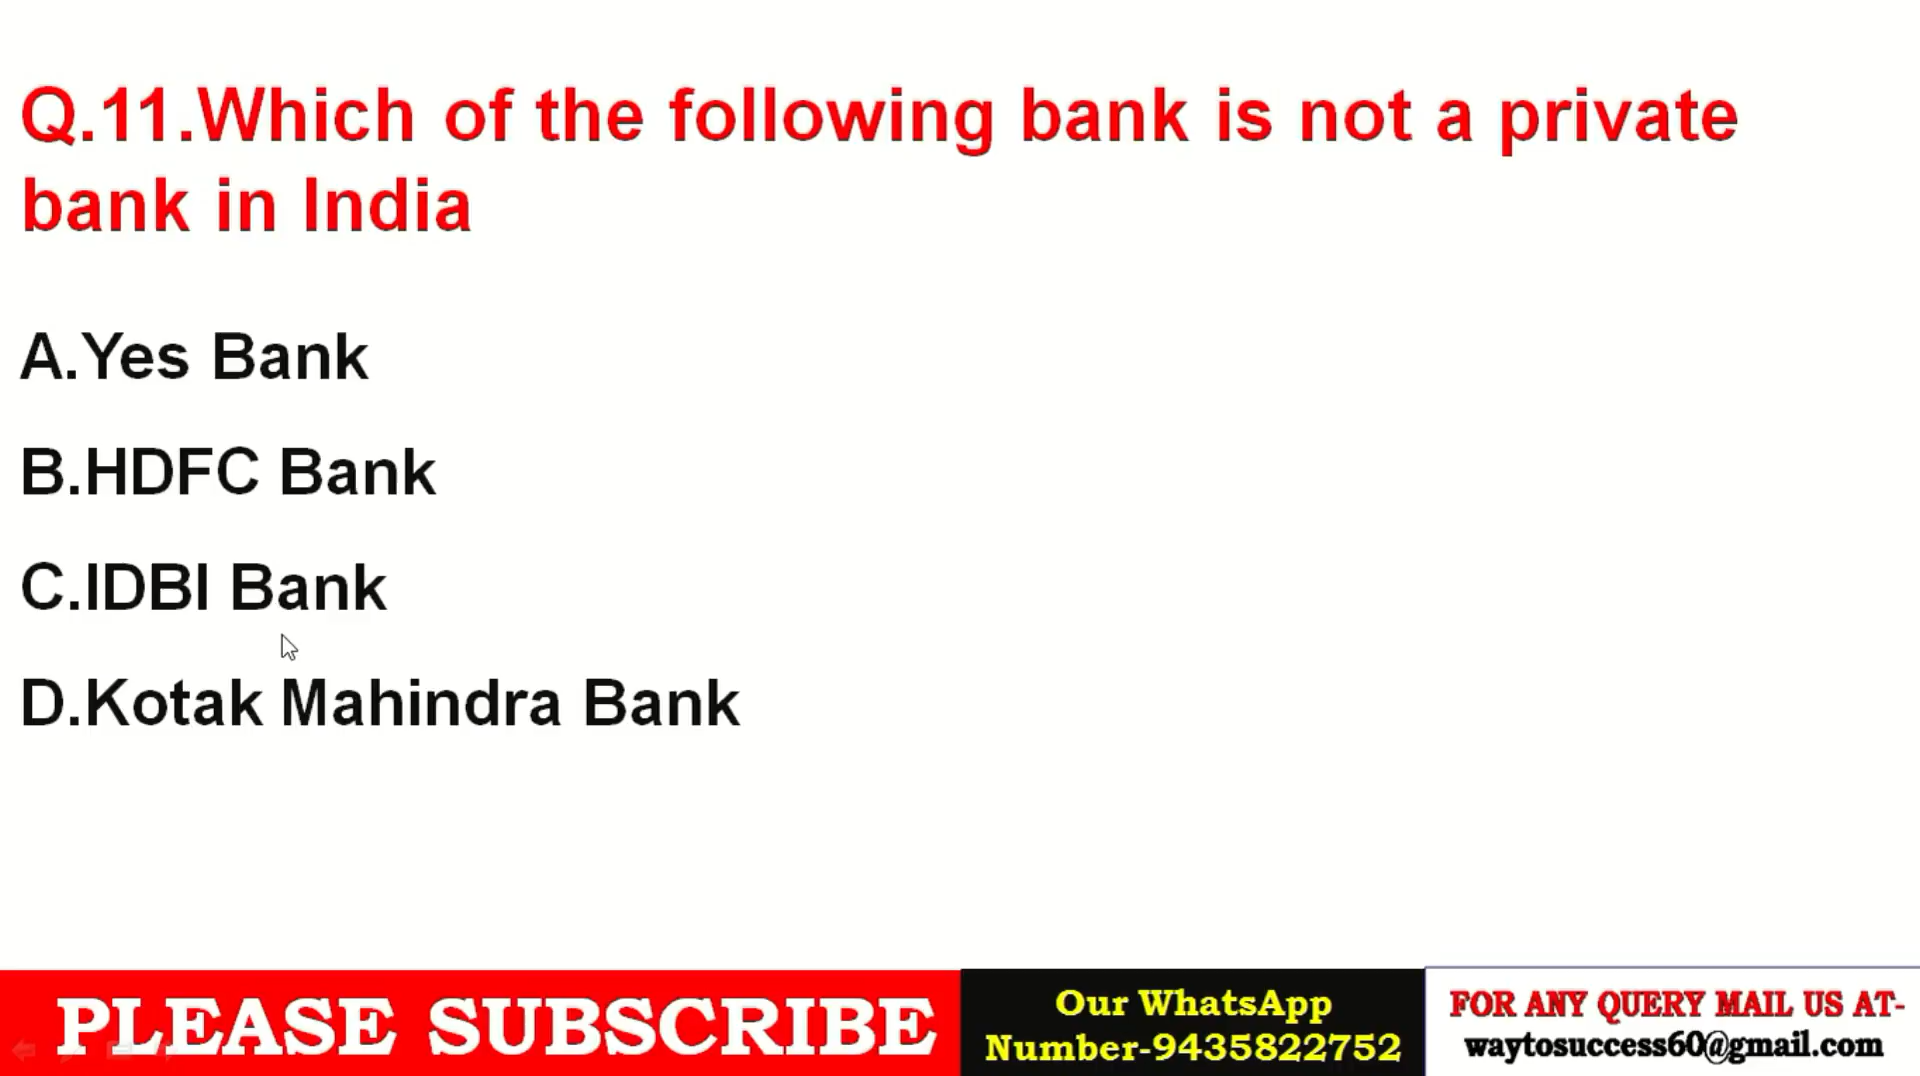 Q.11.Which of the following bank is not a private
bank in India
A.Yes Bank
B.HDFC Bank
C.IDBI Bank
D.Kotak Mahindra Bank
PLEASE SUBSCRIBE
Our WhatsApp
Number-9435822752
FOR ANY QUERY MAIL US AT-
waytosuccess60@gmail.com